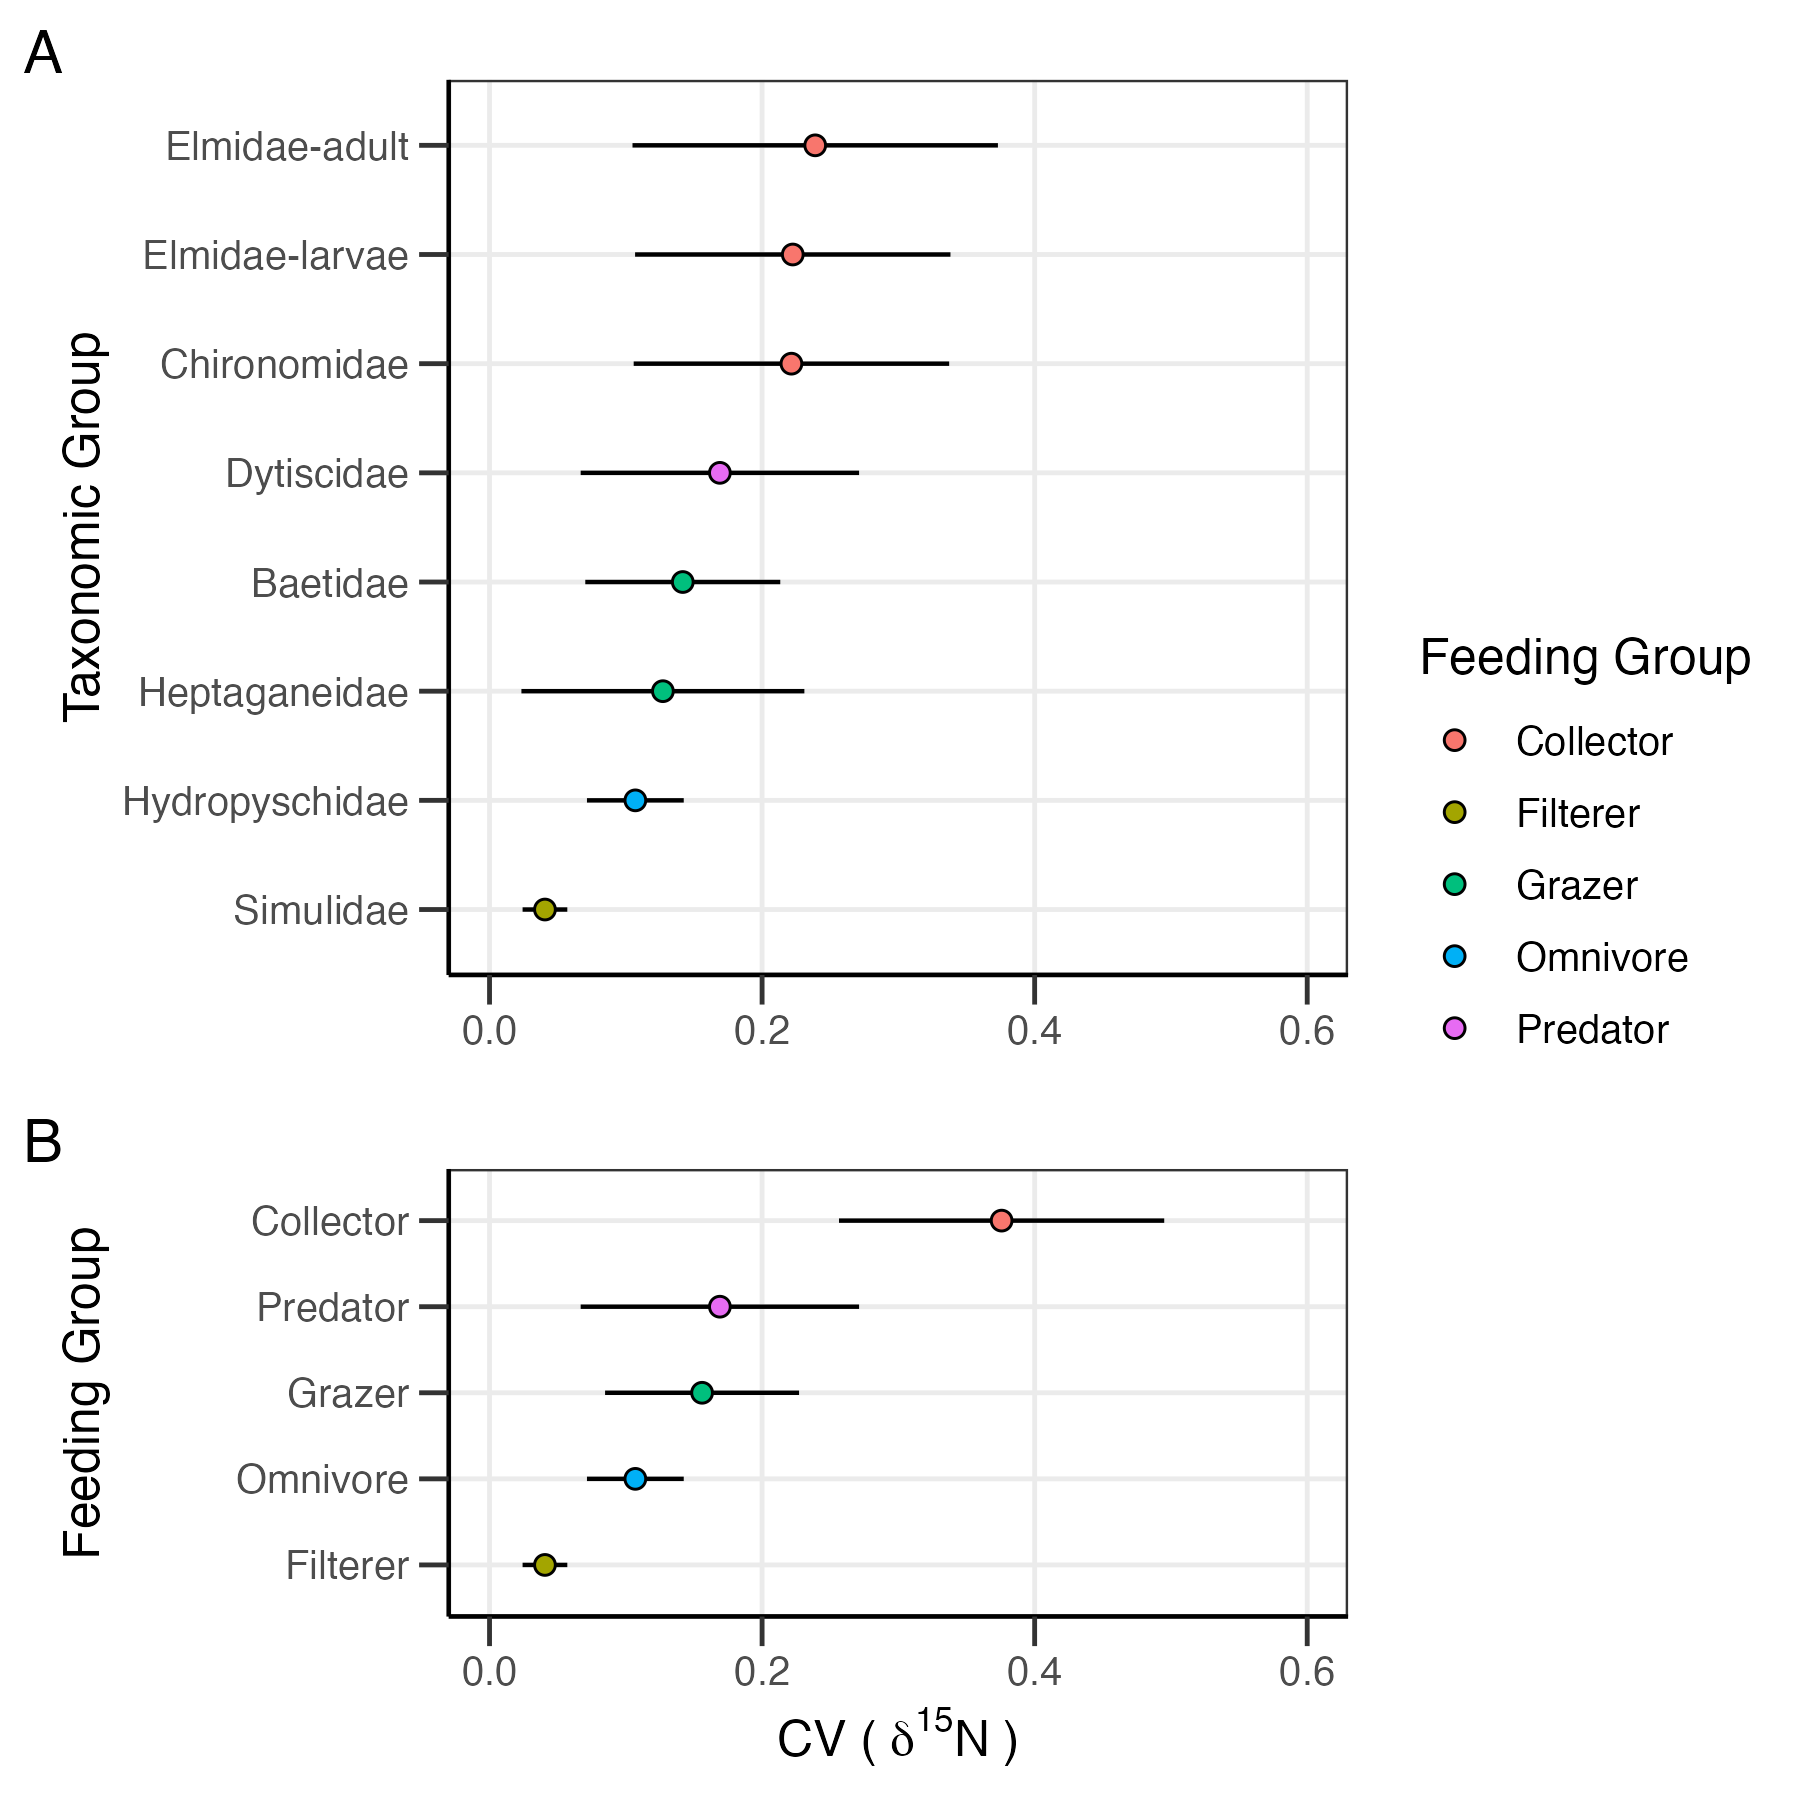 A
Taxonomic Group
Elmidae-adult
Elmidae-larvae
Chironomidae
Dytiscidae
Baetidae
Heptaganeidae
Hydropyschidae
Simulidae
0.0 0.2 0.4 0.6
Feeding Group
Collector
Filterer
Grazer
Omnivore
Predator
B
Feeding Group
Collector
Predator
Grazer
Omnivore
Filterer
0.0 0.2 0.4 0.6
CV ( δ¹⁵N )